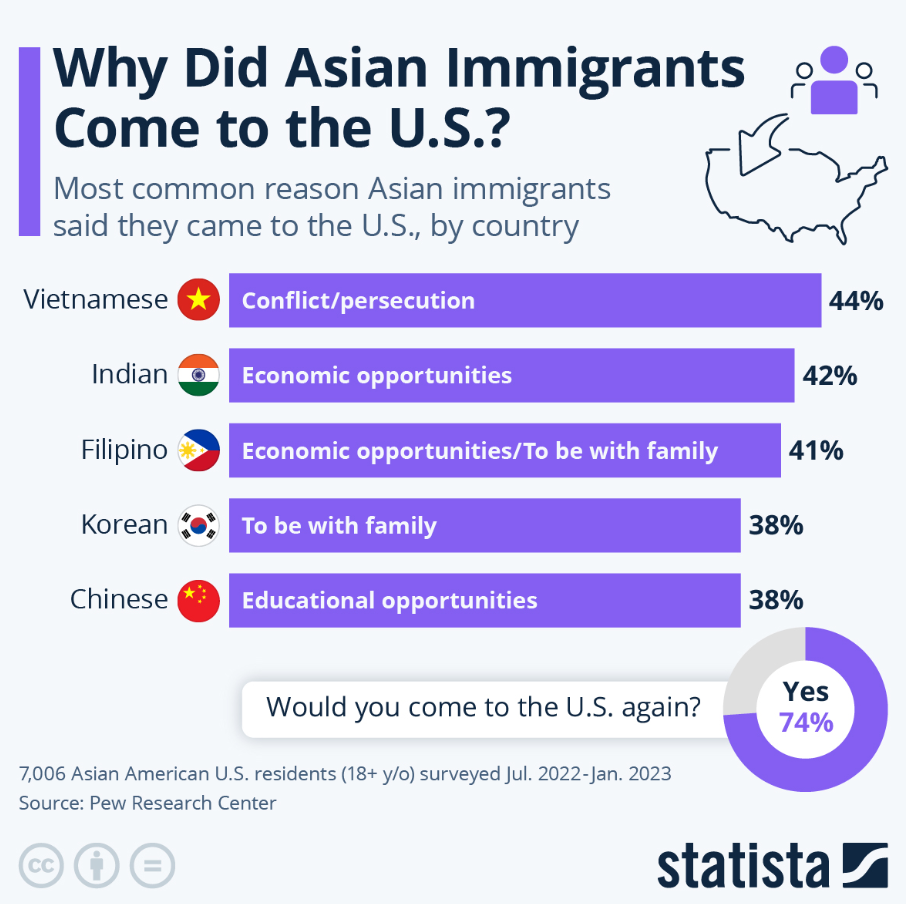 Why Did Asian Immigrants
Come to the U.S.?
Most common reason Asian immigrants
said they came to the U.S., by country
Vietnamese Conflict/persecution 44%
Indian Economic opportunities 42%
Filipino Economic opportunities/To be with family 41%
Korean To be with family 38%
Chinese Educational opportunities 38%
Would you come to the U.S. again?
Yes
74%
7,006 Asian American U.S. residents (18+ y/o) surveyed Jul. 2022-Jan. 2023
Source: Pew Research Center
cc
statista